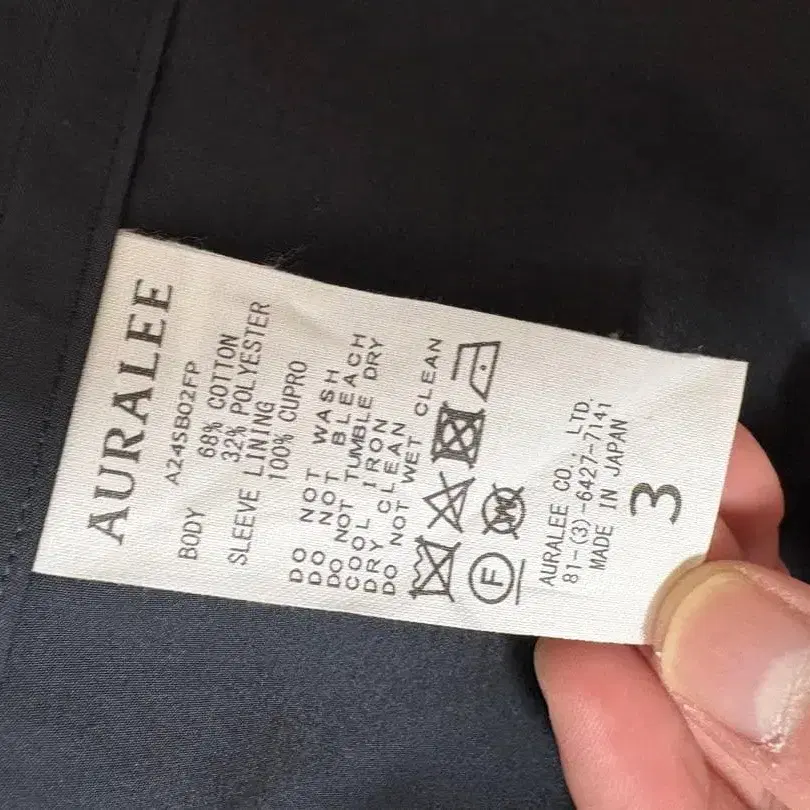 AURALEE
A24SB02FP
BODY 68% COTTON
32% POLYESTER
SLEEVE LINING
100% CUPRO
DO NOT WASH
DO NOT BLEACH
DO NOT TUMBLE DRY
COOL IRON
DRY CLEAN
DO NOT WET CLEAN
F
W
AURALEE CO., LTD.
81-(3)-6427-7141
MADE IN JAPAN
3